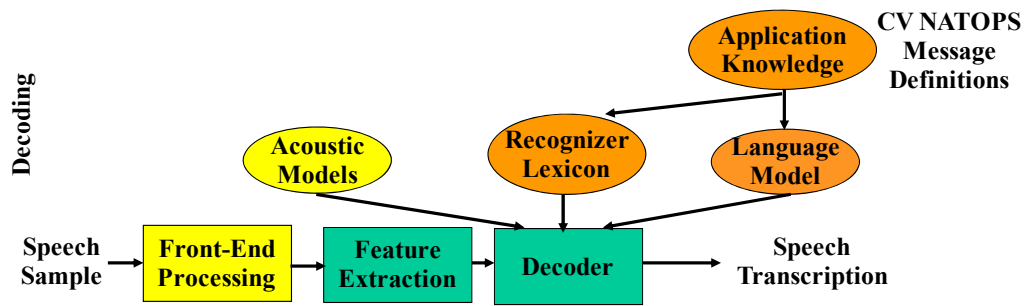 CV NATOPS
Message
Definitions
Application
Knowledge
Decoding
Acoustic
Models
Recognizer
Lexicon
Language
Model
Speech
Sample
Front-End
Processing
Feature
Extraction
Decoder
Speech
Transcription